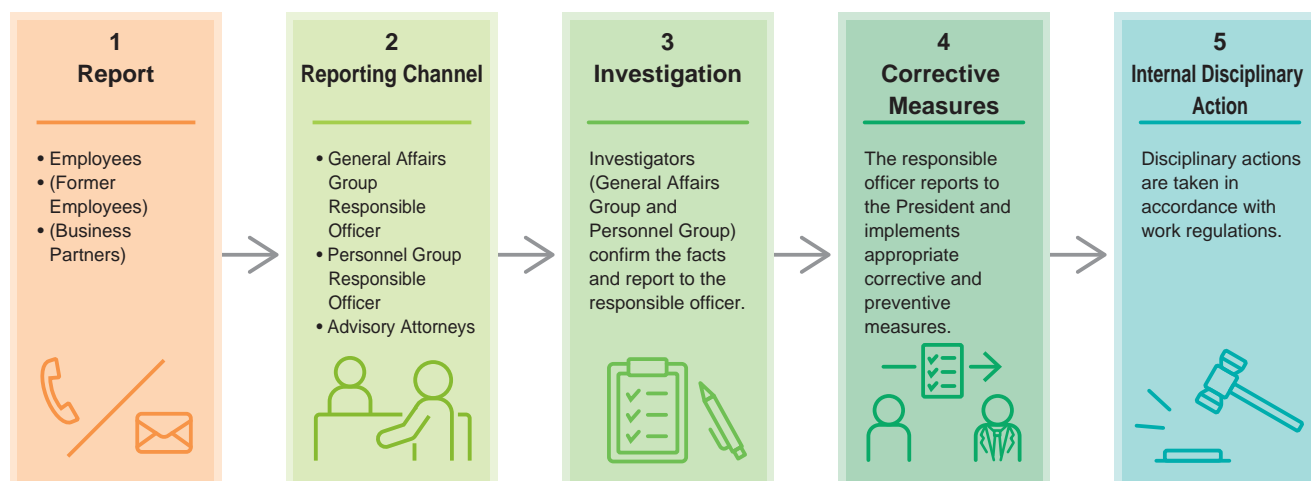 1
Report
• Employees
• (Former
Employees)
• (Business
Partners)
2
Reporting Channel
• General Affairs
Group
Responsible
Officer
• Personnel Group
Responsible
Officer
• Advisory Attorneys
3
Investigation
Investigators
(General Affairs
Group and
Personnel Group)
confirm the facts
and report to the
responsible officer.
4
Corrective
Measures
The responsible
officer reports to
the President and
implements
appropriate
corrective and
preventive
measures.
5
Internal Disciplinary
Action
Disciplinary actions
are taken in
accordance with
work regulations.